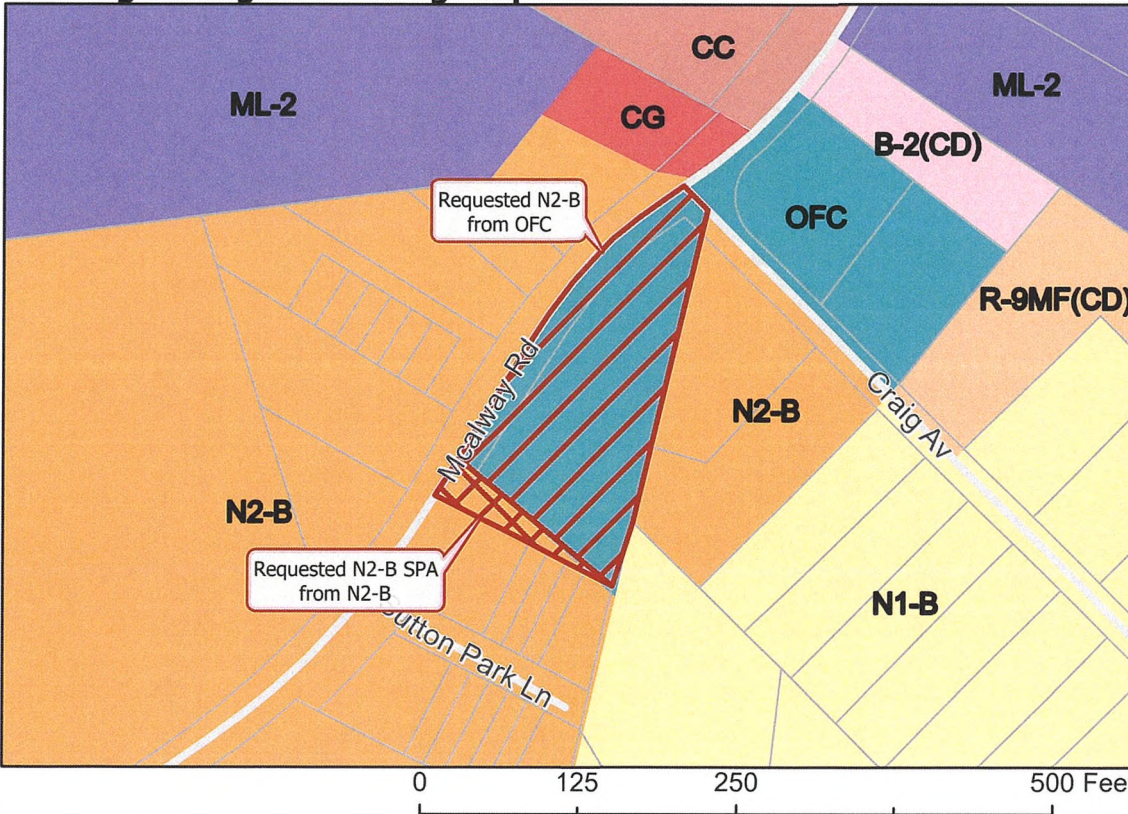 CC
ML-2
ML-2
CG
B-2(CD)
Requested N2-B
from OFC
OFC
R-9MF(CD)
Mcalway Rd
N2-B
Craig Av
N2-B
Requested N2-B SPA
from N2-B
N1-B
Sutton Park Ln
0 125 250 500 Fee